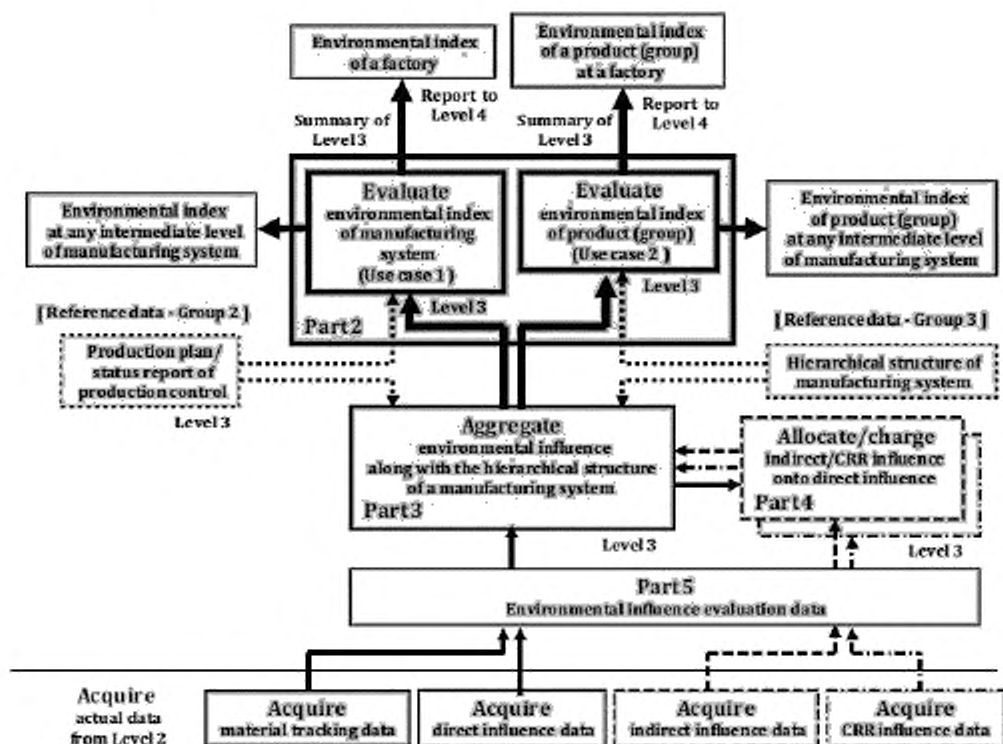 Environmental index
of a factory
Environmental index
of a product (group)
at a factory
Summary of
Level 3
Report to
Level 4
Summary of
Level 3
Report to
Level 4
Environmental index
at any intermediate level
of manufacturing system
Evaluate
environmental index
of manufacturing
system
(Use case 1)
Evaluate
environmental index
of product (group)
(Use case 2)
Environmental index
of product (group)
at any intermediate level
of manufacturing system
Level 3
Level 3
Part2
[Reference data - Group 2]
Production plan/
status report of
production control
Level 3
[Reference data - Group 3]
Hierarchical structure of
manufacturing system
Aggregate
environmental influence
along with the hierarchical structure
of a manufacturing system
Part3
Level 3
Allocate/charge
indirect/CRR influence
onto direct influence
Part4
Level 3
Part5
Environmental influence evaluation data
Acquire
actual data
from Level 2
Acquire
material tracking data
Acquire
direct influence data
Acquire
indirect influence data
Acquire
CRR influence data